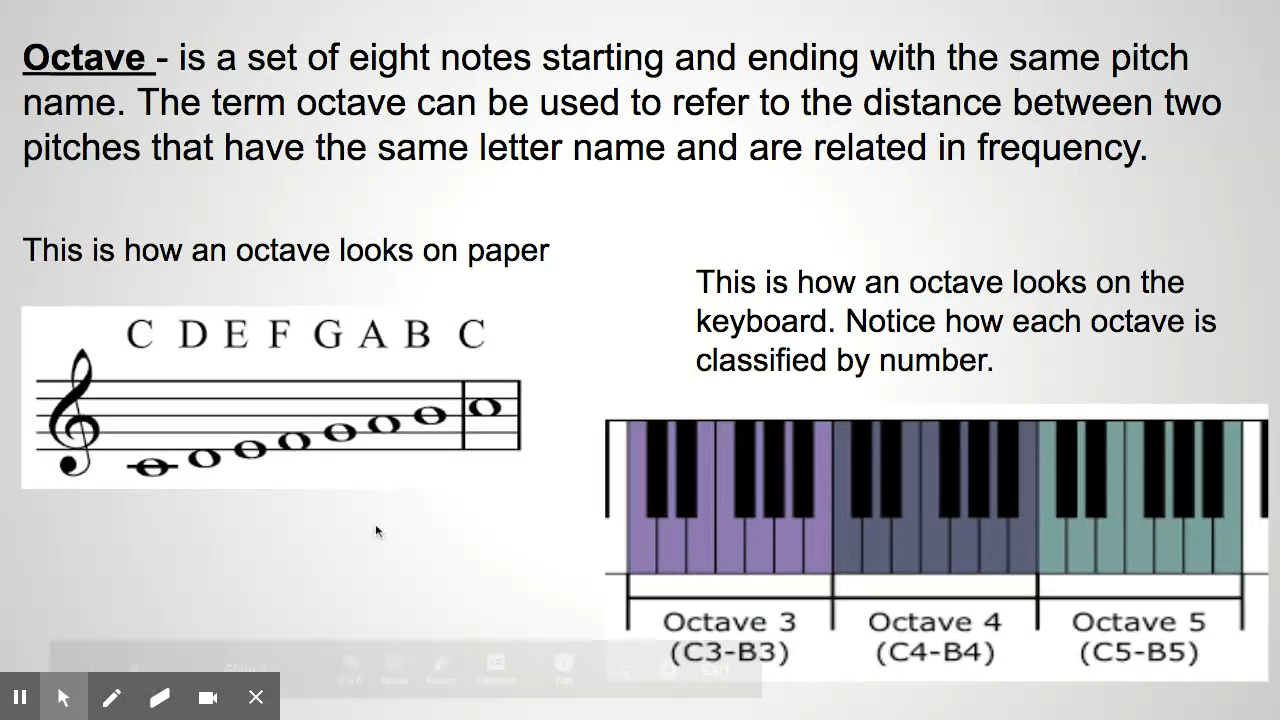 Octave - is a set of eight notes starting and ending with the same pitch
name. The term octave can be used to refer to the distance between two
pitches that have the same letter name and are related in frequency.
This is how an octave looks on paper
This is how an octave looks on the
keyboard. Notice how each octave is
classified by number.
C D E F G A B C
Octave 3 Octave 4 Octave 5
(C3-B3) (C4-B4) (C5-B5)